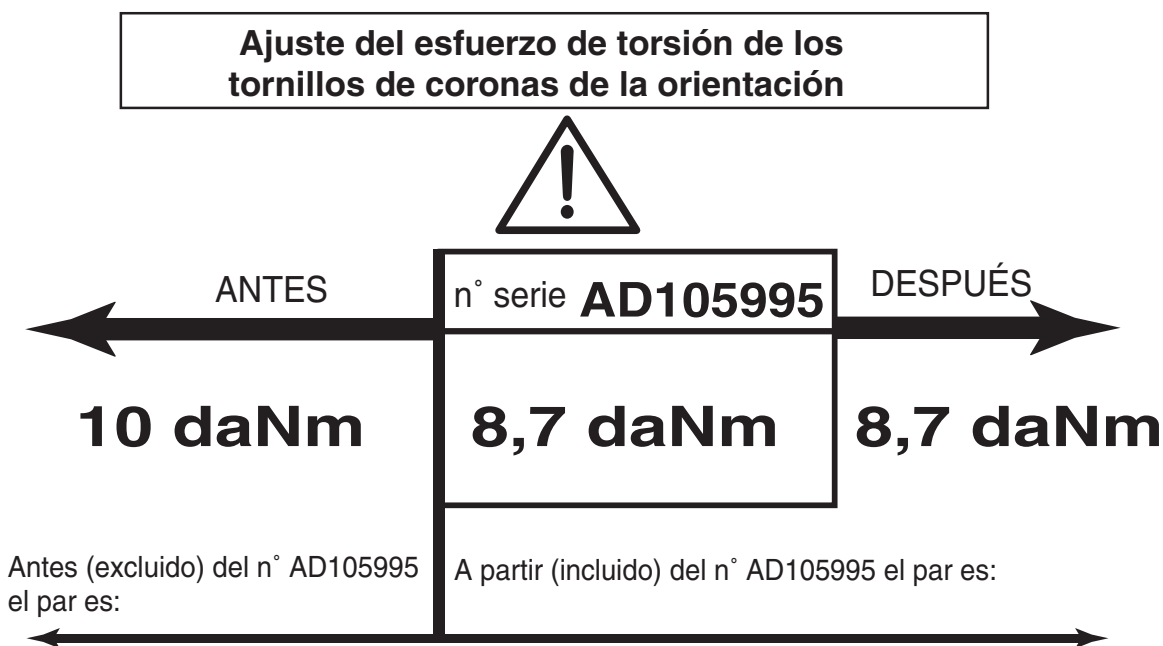 Ajuste del esfuerzo de torsión de los
tornillos de coronas de la orientación
ANTES
n° serie AD105995
DESPUÉS
10 daNm
8,7 daNm
8,7 daNm
Antes (excluido) del n° AD105995
el par es:
A partir (incluido) del n° AD105995 el par es: